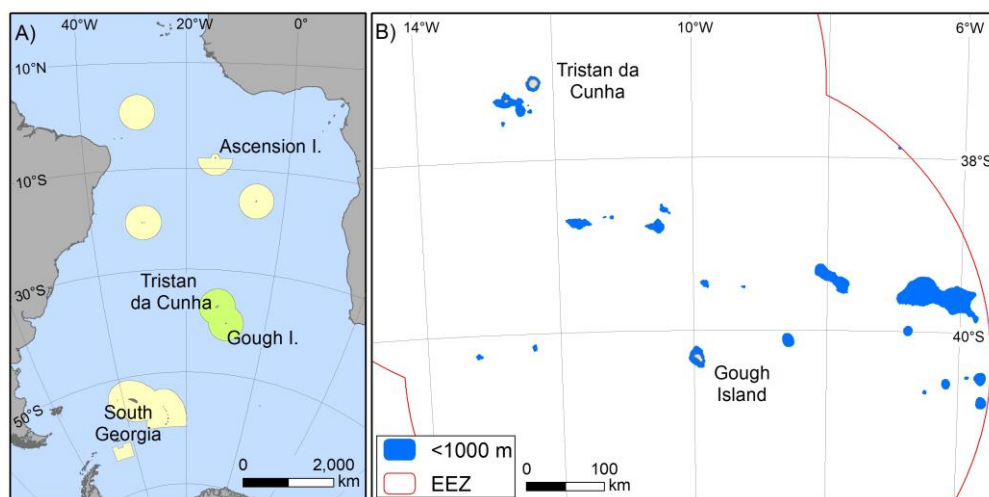 A)
40°W
20°W
0°
10°N
Ascension I.
10°S
Tristan
da Cunha
30°S
Gough I.
50°S
South
Georgia
0 2,000
km
B)
14°W
10°W
6°W
Tristan da
Cunha
38°S
40°S
Gough
Island
<1000 m
EEZ
0 100
km